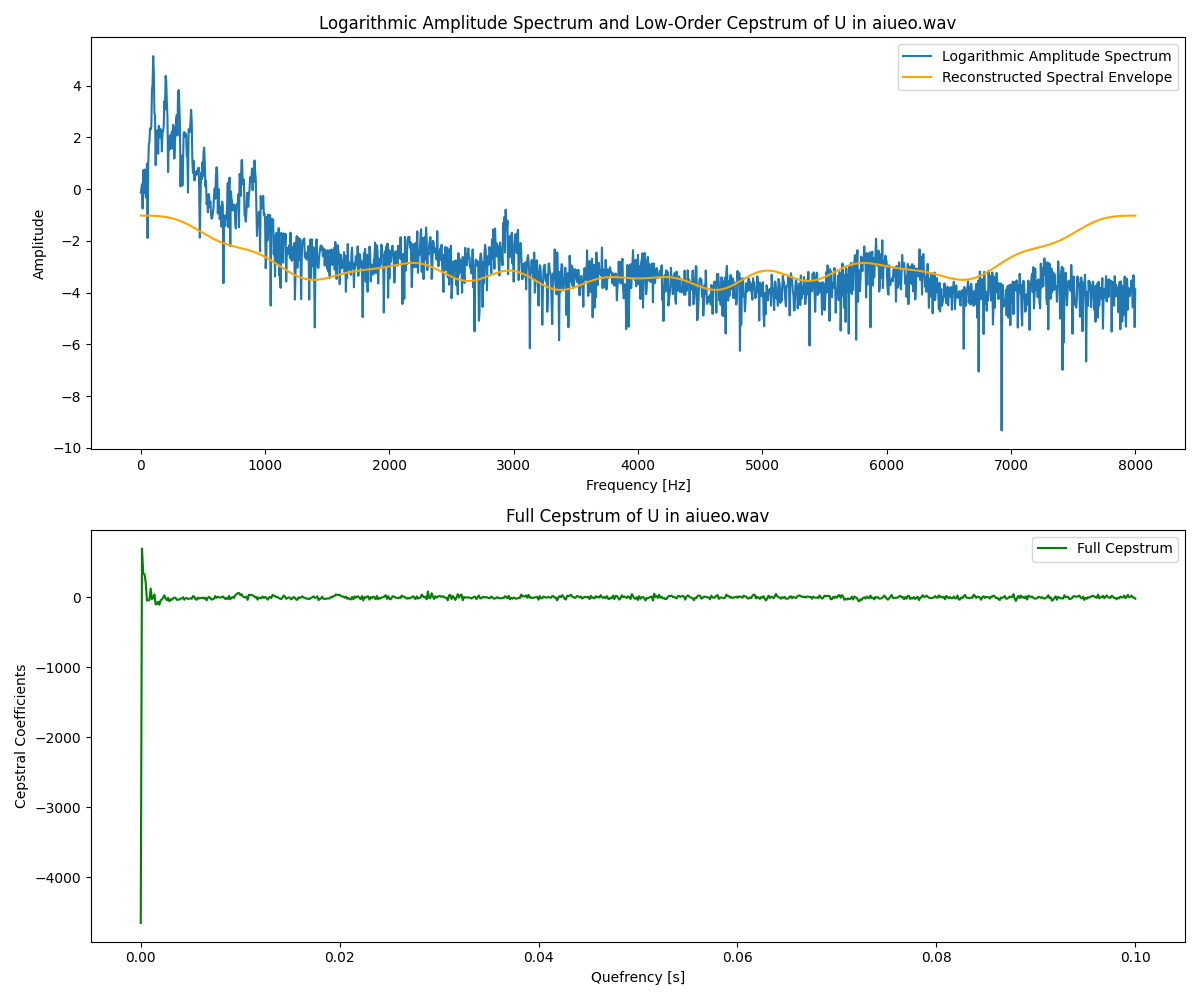 Logarithmic Amplitude Spectrum and Low-Order Cepstrum of U in aiueo.wav
Logarithmic Amplitude Spectrum
Reconstructed Spectral Envelope
Amplitude
4
2
0
−2
−4
−6
−8
−10
0 1000 2000 3000 4000 5000 6000 7000 8000
Frequency [Hz]
Full Cepstrum of U in aiueo.wav
Full Cepstrum
Cepstral Coefficients
0
−1000
−2000
−3000
−4000
0.00 0.02 0.04 0.06 0.08 0.10
Quefrency [s]